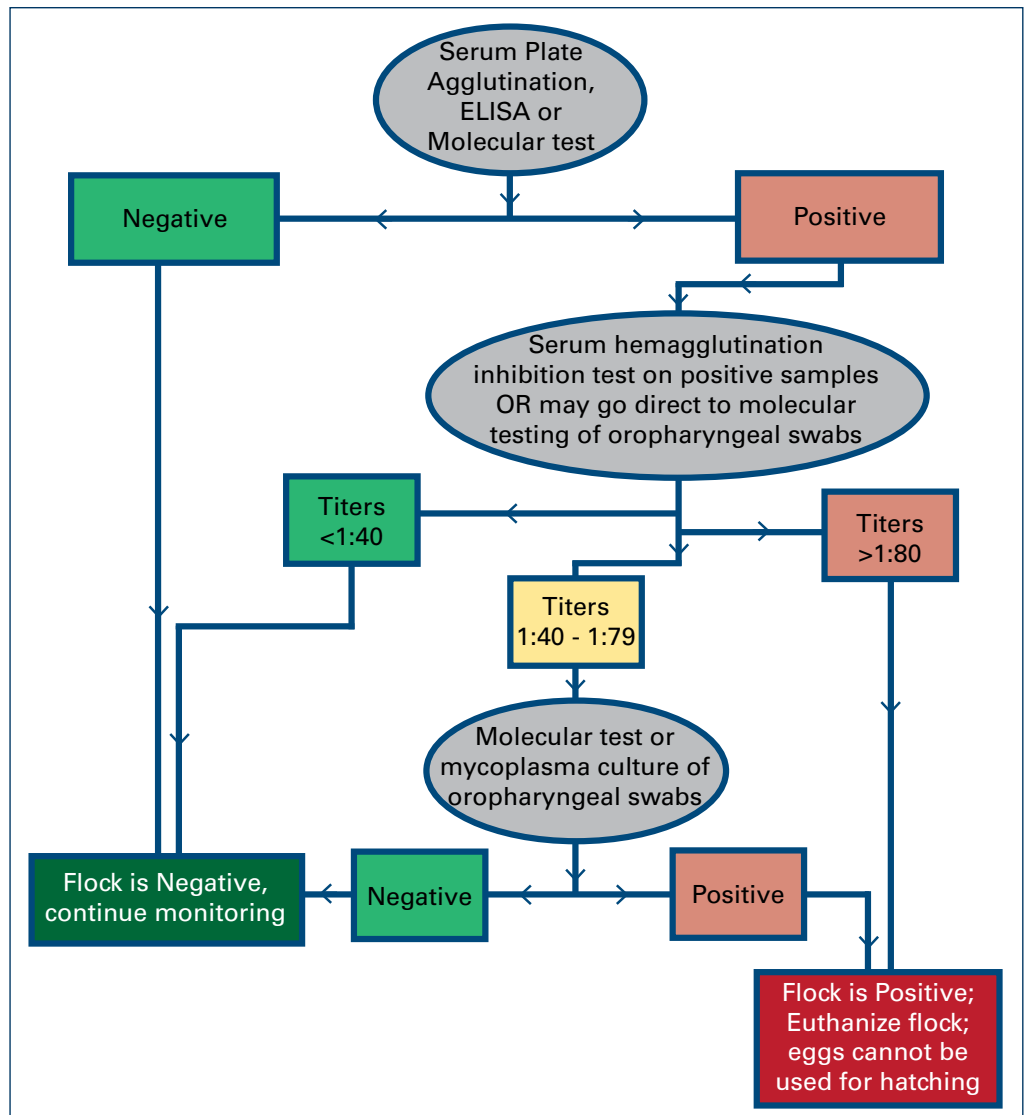 Serum Plate
Agglutination,
ELISA or
Molecular test
Negative
Positive
Serum hemagglutination
inhibition test on positive samples
OR may go direct to molecular
testing of oropharyngeal swabs
Titers
<1:40
Titers
>1:80
Titers
1:40 - 1:79
Molecular test or
mycoplasma culture of
oropharyngeal swabs
Flock is Negative,
continue monitoring
Negative
Positive
Flock is Positive;
Euthanize flock;
eggs cannot be
used for hatching